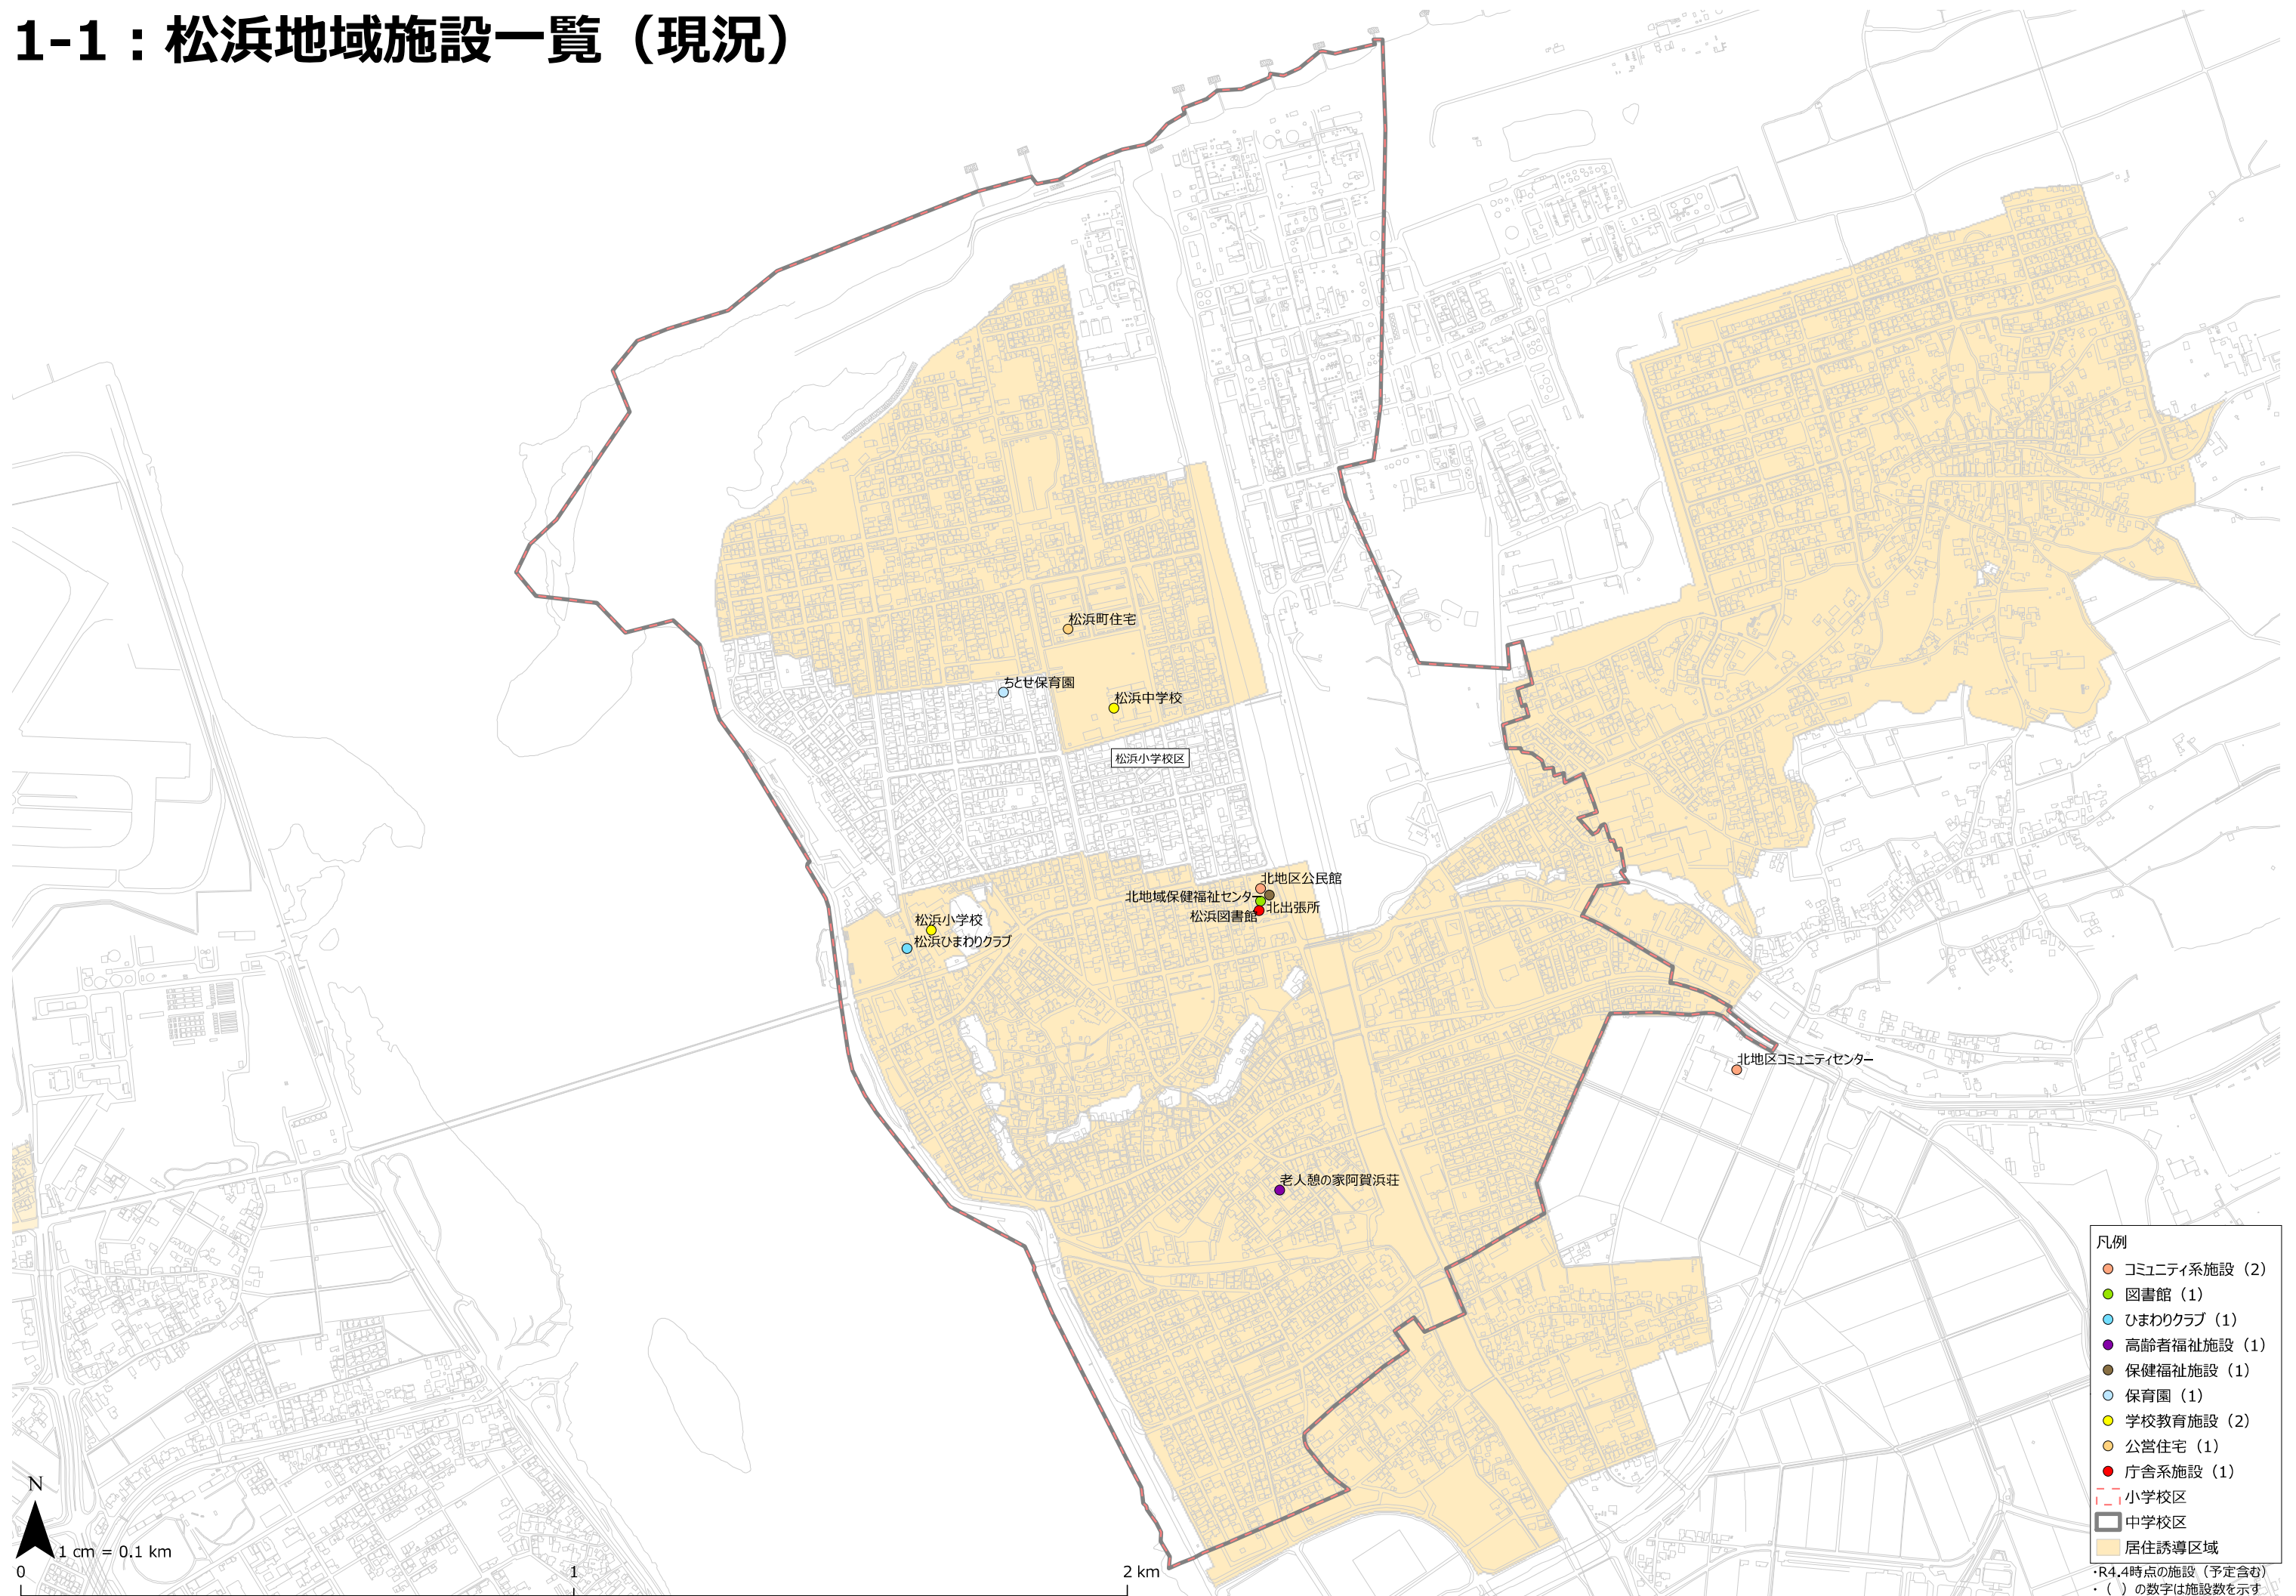 1-1：松浜地域施設一覧（現況）
松浜町住宅
ちとせ保育園
松浜中学校
松浜小学校区
北地区公民館
北地域保健福祉センター
北出張所
松浜図書館
松浜小学校
松浜ひまわりクラブ
北地区コミュニティセンター
老人憩の家阿賀浜荘
凡例
コミュニティ系施設（2）
図書館（1）
ひまわりクラブ（1）
高齢者福祉施設（1）
保健福祉施設（1）
保育園（1）
学校教育施設（2）
公営住宅（1）
庁舎系施設（1）
小学校区
中学校区
居住誘導区域
・R4.4時点の施設（予定含む）
・（ ）の数字は施設数を示す
N
1 cm = 0.1 km
0 1 2 km